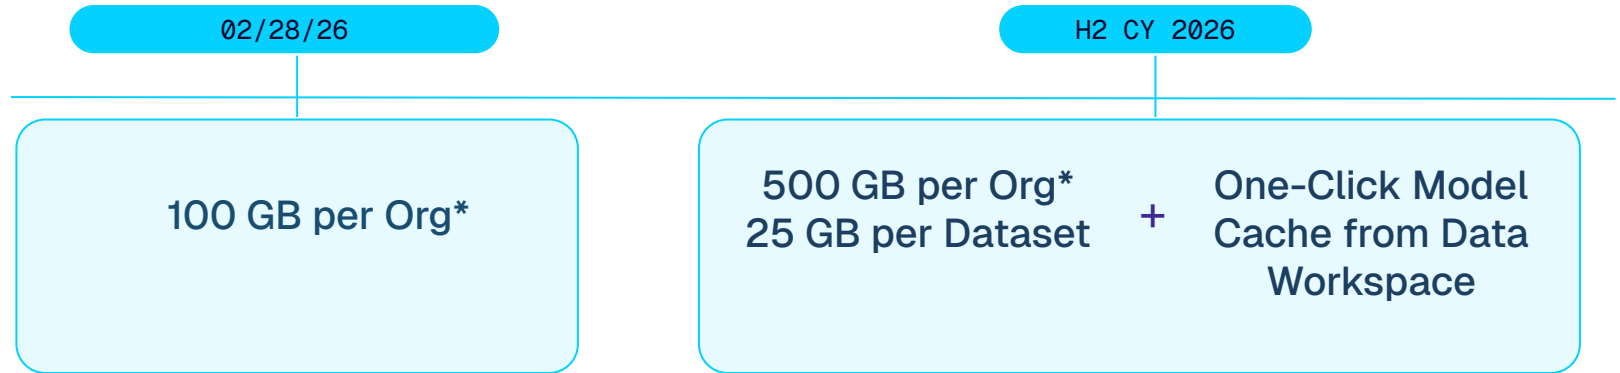 02/28/26
H2 CY 2026
100 GB per Org*
500 GB per Org*
25 GB per Dataset
+
One-Click Model
Cache from Data
Workspace